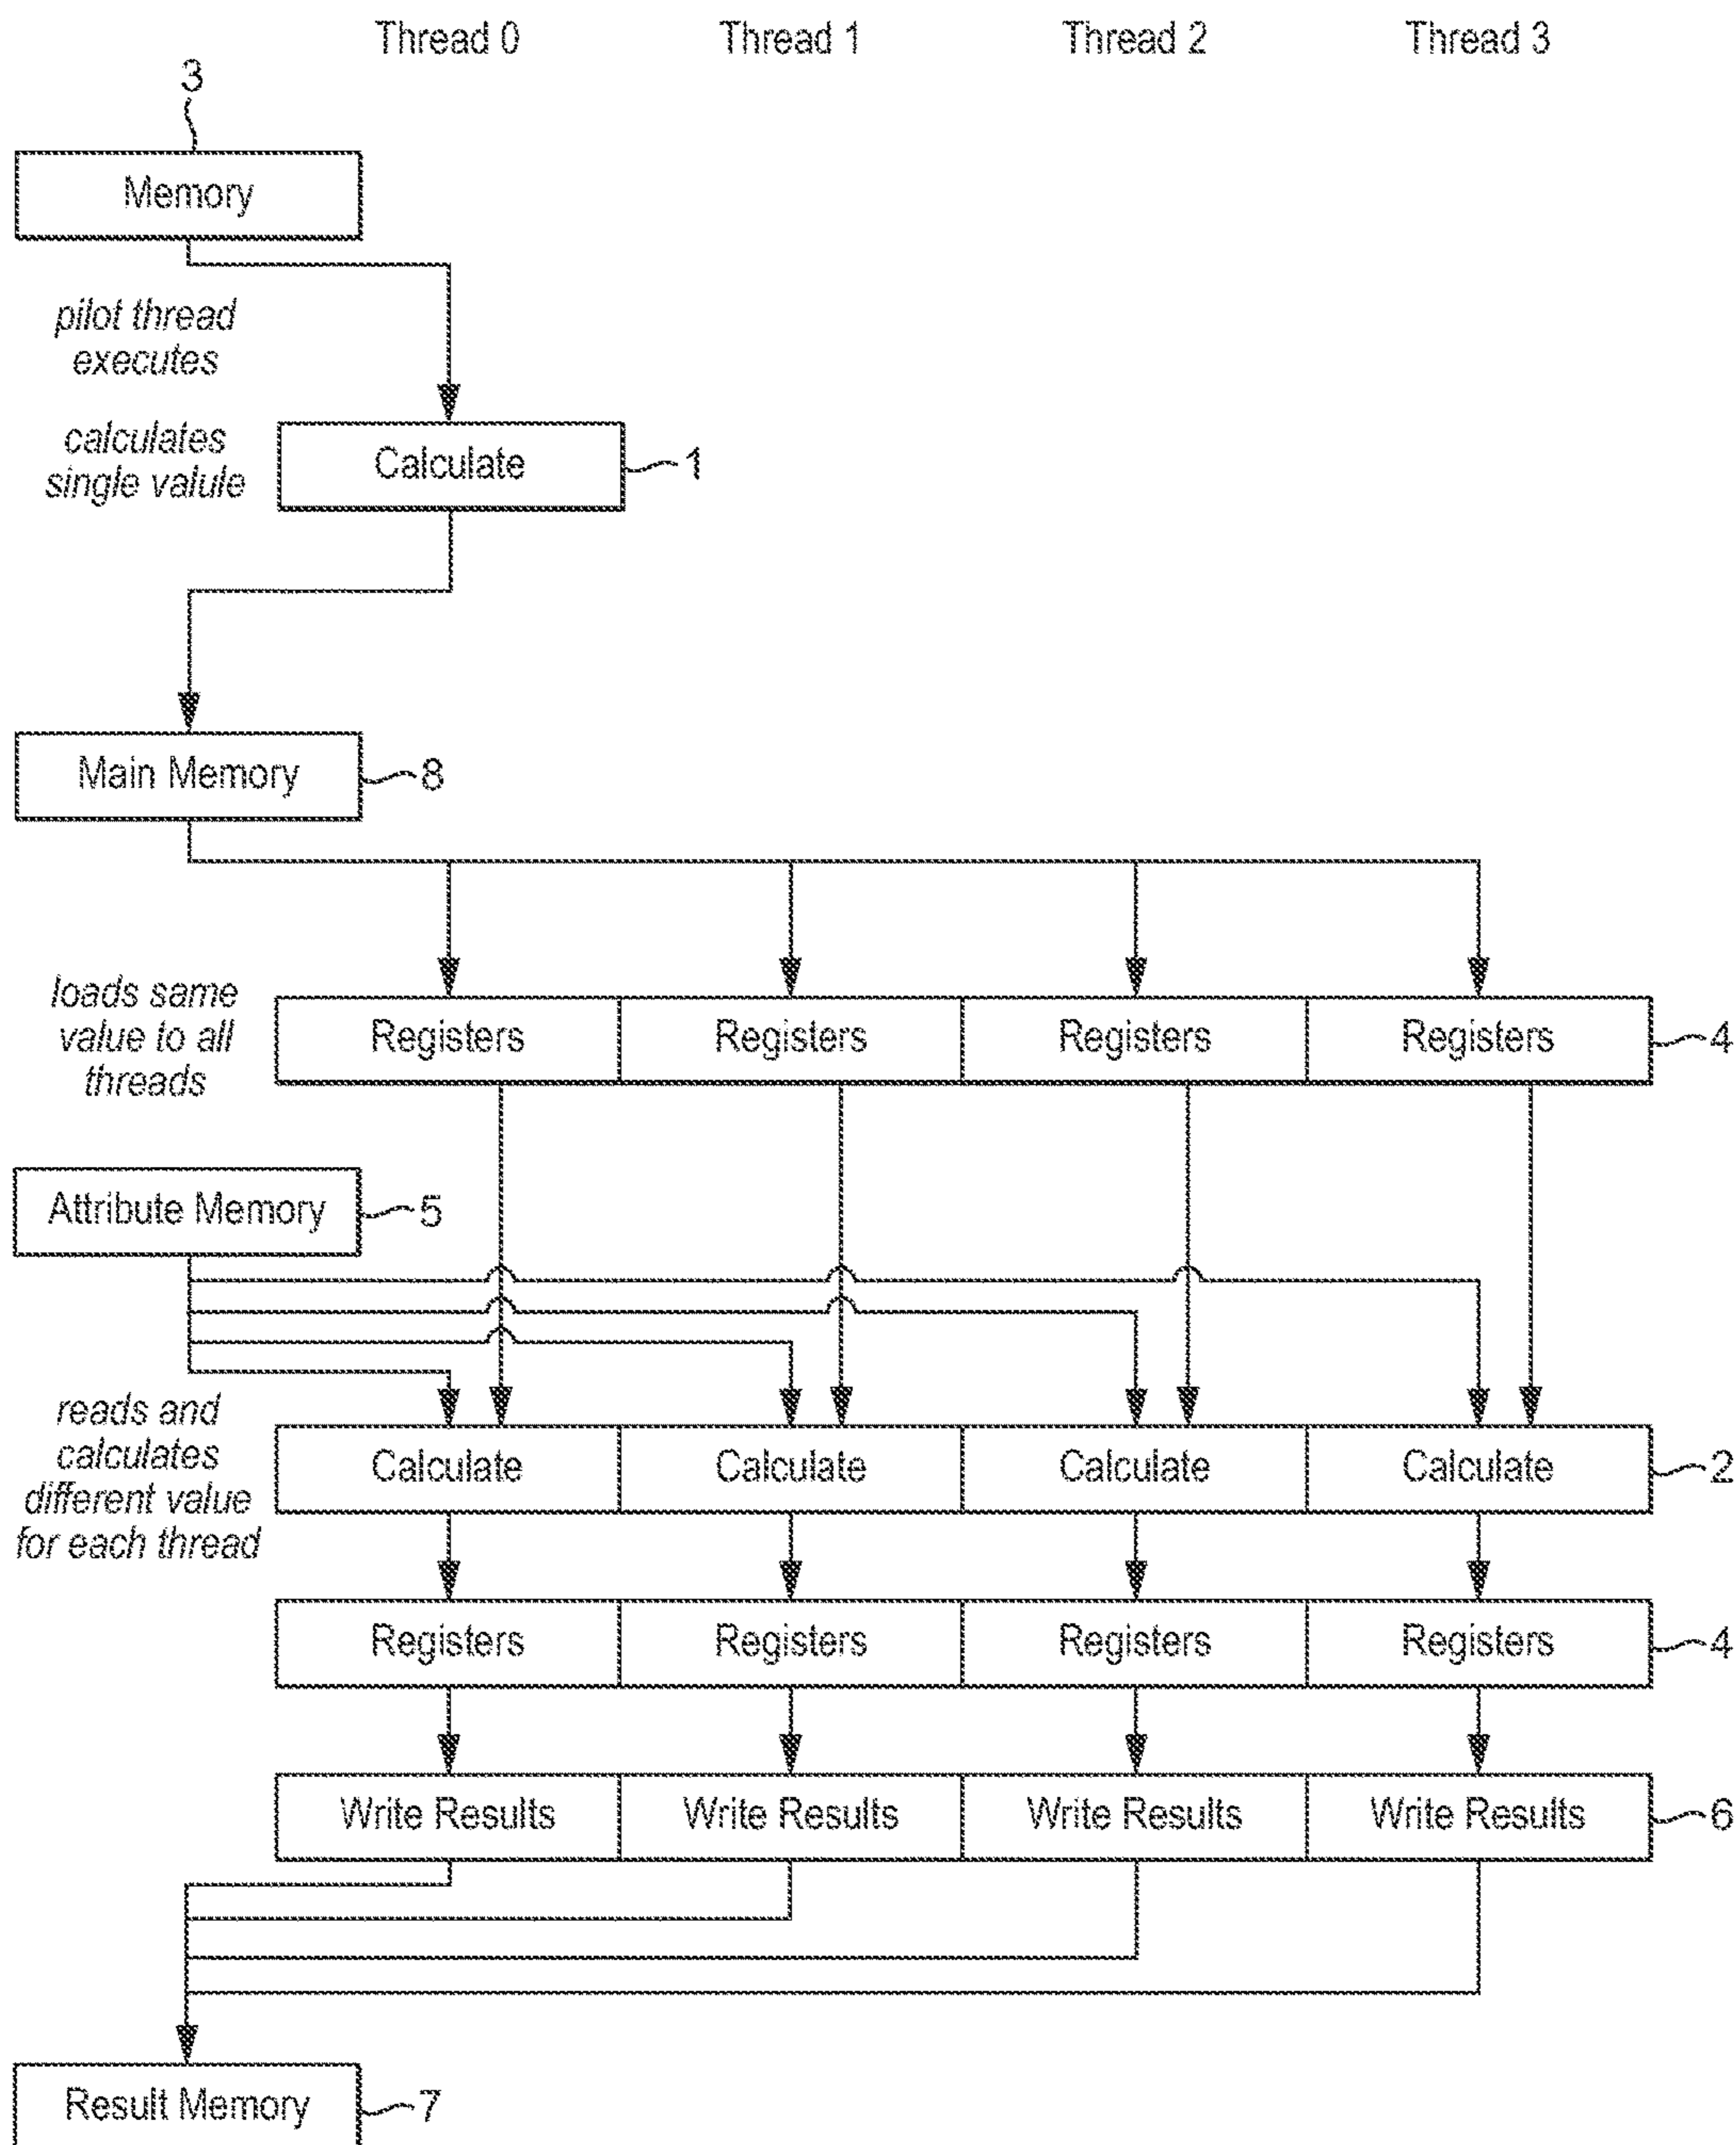 Thread 0 Thread 1 Thread 2 Thread 3
3
Memory
pilot thread
executes
calculates
single valule
Calculate 1
Main Memory 8
loads same
value to all
threads
Registers Registers Registers Registers 4
Attribute Memory 5
reads and
calculates
different value
for each thread
Calculate Calculate Calculate Calculate 2
Registers Registers Registers Registers 4
Write Results Write Results Write Results Write Results 6
Result Memory 7